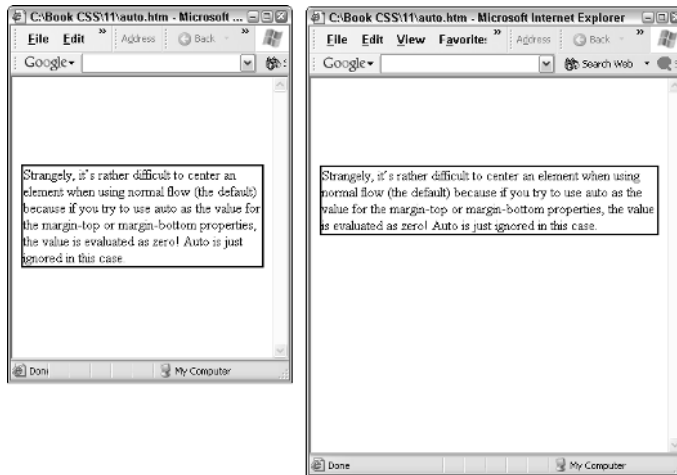 C:\Book CSS\11\auto.htm - Microsoft ...
File Edit » Address Back »
Google
Strangely, it's rather difficult to center an
element when using normal flow (the default)
because if you try to use auto as the value for
the margin-top or margin-bottom properties,
the value is evaluated as zero! Auto is just
ignored in this case.
Done My Computer
C:\Book CSS\11\auto.htm - Microsoft Internet Explorer
File Edit View Favorites » Address Back »
Google Search Web
Strangely, it's rather difficult to center an element when using
normal flow (the default) because if you try to use auto as the
value for the margin-top or margin-bottom properties, the value
is evaluated as zero! Auto is just ignored in this case.
Done My Computer